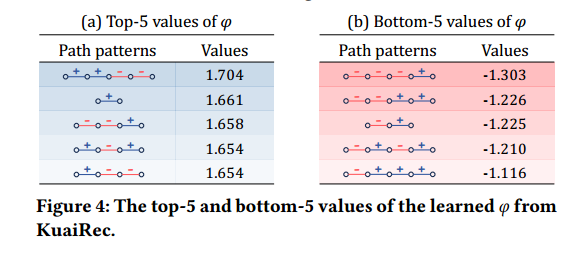 (a) Top-5 values of φ
Path patterns Values
+ + - - 1.704
+ 1.661
- - + 1.658
+ - + 1.654
+ - - 1.654
(b) Bottom-5 values of φ
Path patterns Values
- - - + -1.303
- - + + -1.226
- + -1.225
- + - + -1.210
- + + + -1.116
Figure 4: The top-5 and bottom-5 values of the learned φ from
KuaiRec.